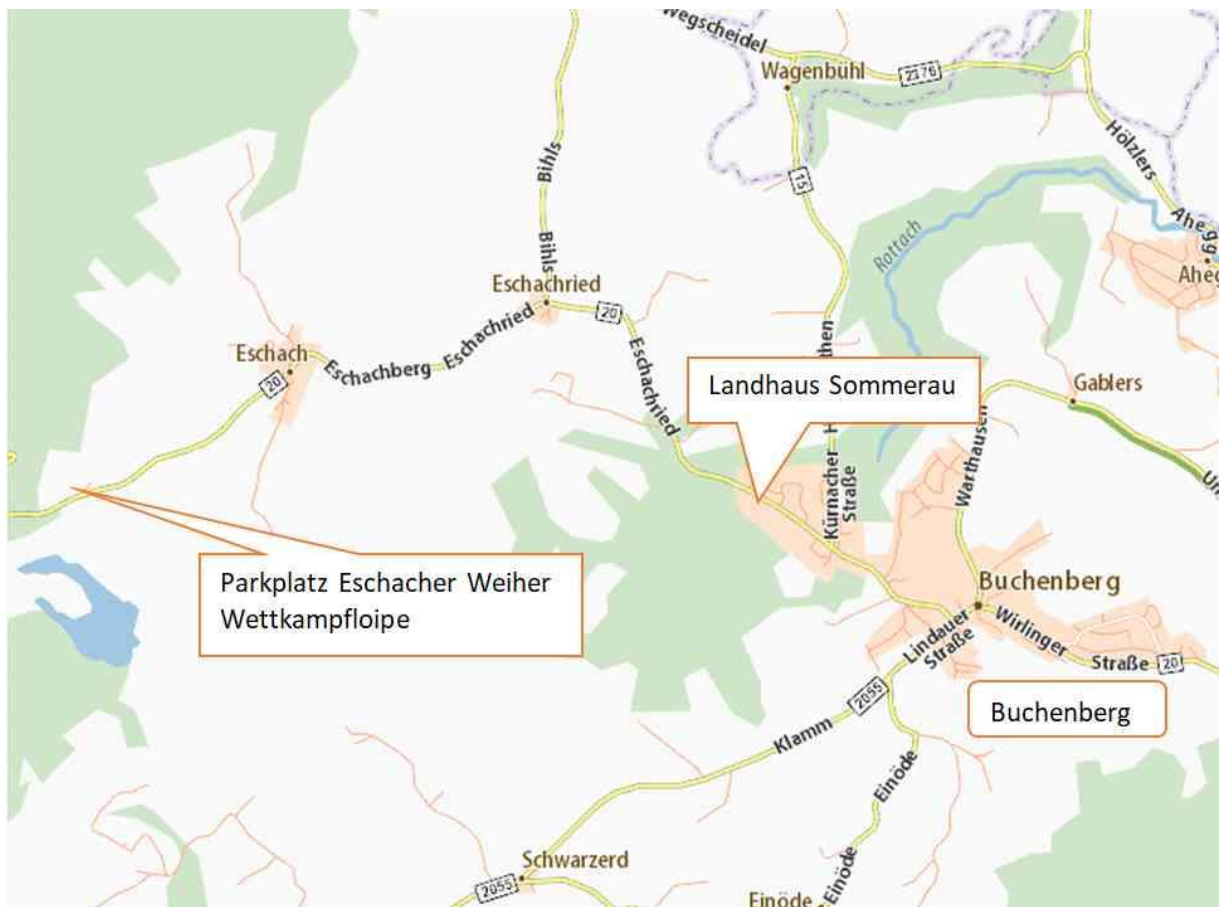 Wegscheidel
Wagenbühl
2376
Hölzlers
15
Bihls
Bihls
Rottach
Ahegg
Eschachried
20
Eschach
Eschachberg
Eschachried
Eschachried
20
Landhaus Sommerau
Gablers
Warthausen
Kürnacher
Straße
Parkplatz Eschacher Weiher
Wettkampfloipe
Buchenberg
Lindauer
Straße
Wirlinger
Straße
20
2055
Buchenberg
Klamm
Einöde
Schwarzerd
2055
Einöde
Einöde